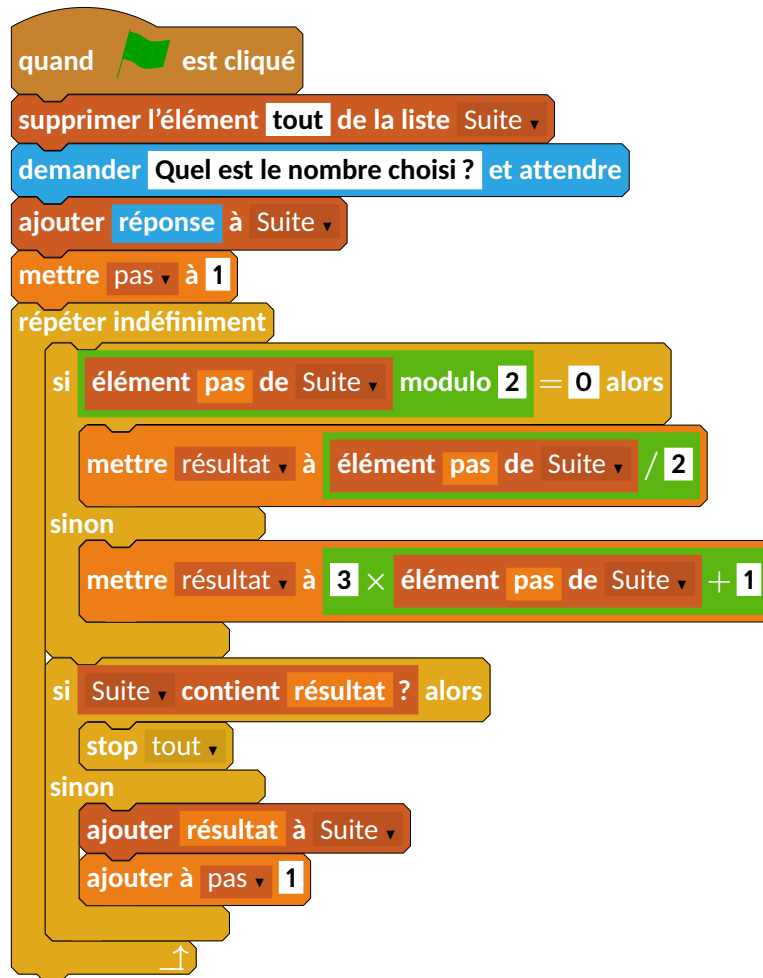 quand est cliqué
supprimer l’élément tout de la liste Suite
demander Quel est le nombre choisi ? et attendre
ajouter réponse à Suite
mettre pas à 1
répéter indéfiniment
si élément pas de Suite modulo 2 = 0 alors
mettre résultat à élément pas de Suite / 2
sinon
mettre résultat à 3 × élément pas de Suite + 1
si Suite contient résultat ? alors
stop tout
sinon
ajouter résultat à Suite
ajouter à pas 1